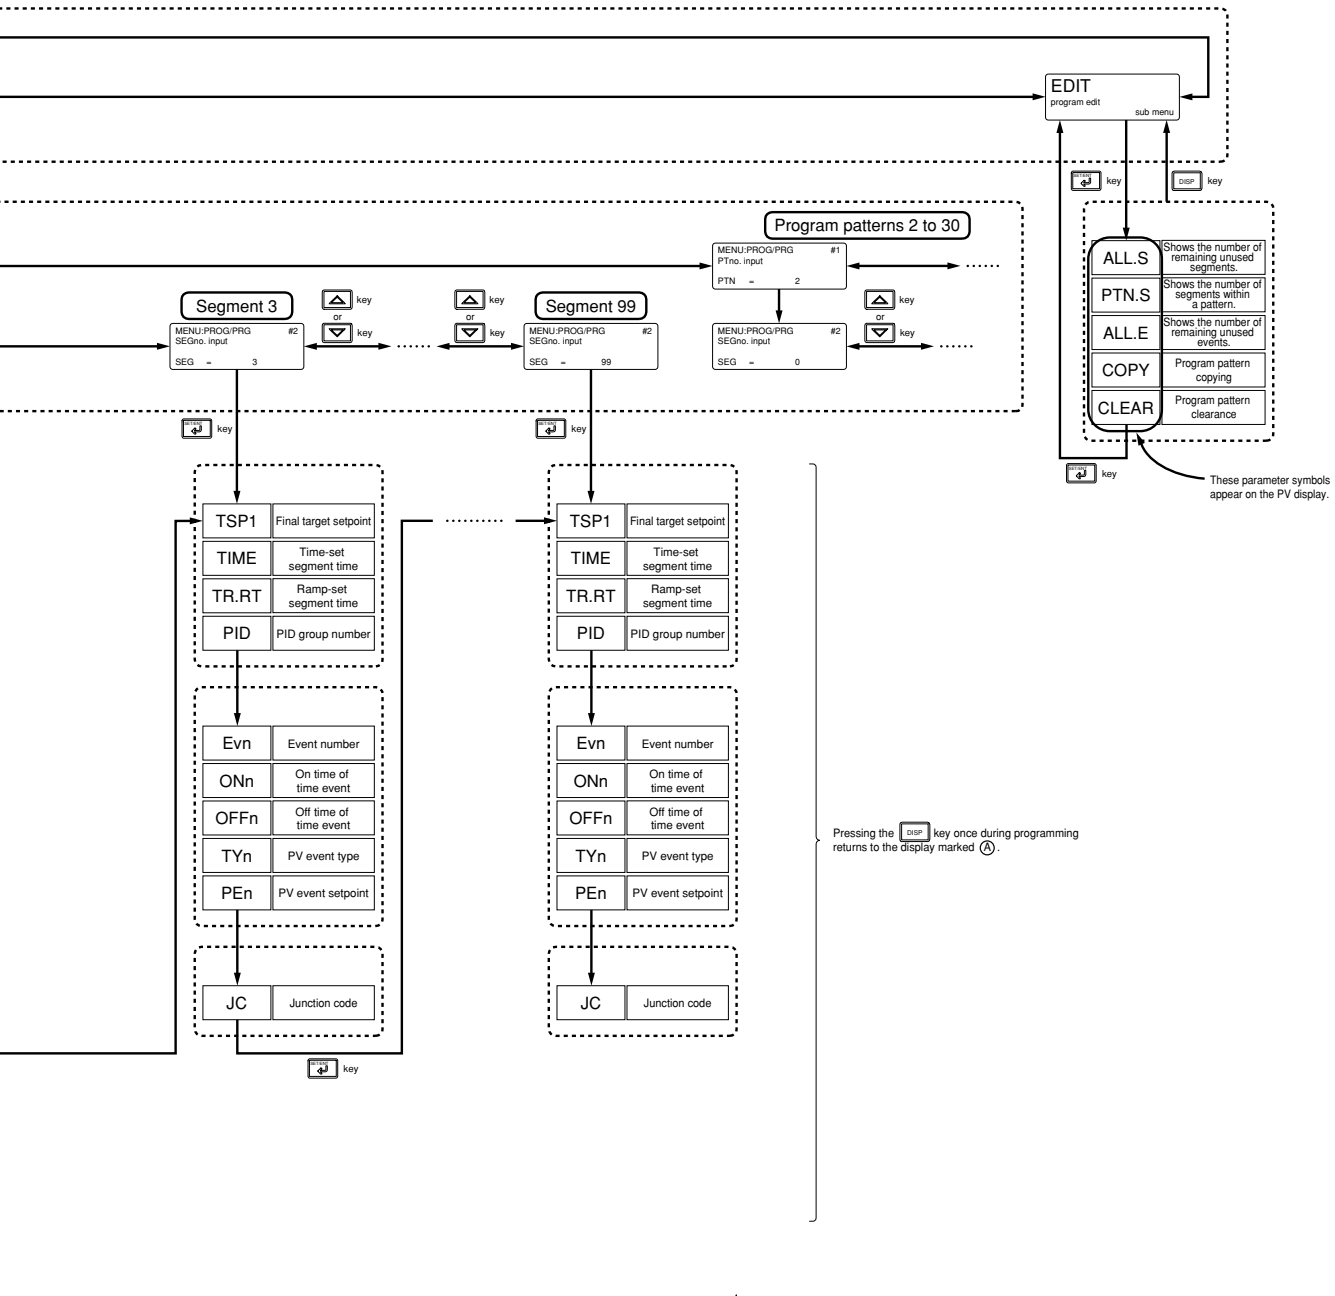 EDIT
program edit
sub menu
SET/ENT
key
DISP
key
Program patterns 2 to 30
MENU:PROG/PRG #1
PTno. input
PTN = 2
key
or
key
MENU:PROG/PRG #2
SEGno. input
SEG = 0
Segment 3
MENU:PROG/PRG #2
SEGno. input
SEG = 3
key
or
key
key
or
key
Segment 99
MENU:PROG/PRG #2
SEGno. input
SEG = 99
ALL.S Shows the number of
remaining unused
segments.
PTN.S Shows the number of
segments within
a pattern.
ALL.E Shows the number of
remaining unused
events.
COPY Program pattern
copying
CLEAR Program pattern
clearance
SET/ENT
key
These parameter symbols
appear on the PV display.
SET/ENT
key
SET/ENT
key
TSP1 Final target setpoint
TIME Time-set
segment time
TR.RT Ramp-set
segment time
PID PID group number
Evn Event number
ONn On time of
time event
OFFn Off time of
time event
TYn PV event type
PEn PV event setpoint
JC Junction code
SET/ENT
key
TSP1 Final target setpoint
TIME Time-set
segment time
TR.RT Ramp-set
segment time
PID PID group number
Evn Event number
ONn On time of
time event
OFFn Off time of
time event
TYn PV event type
PEn PV event setpoint
JC Junction code
Pressing the DISP key once during programming
returns to the display marked Ⓐ.